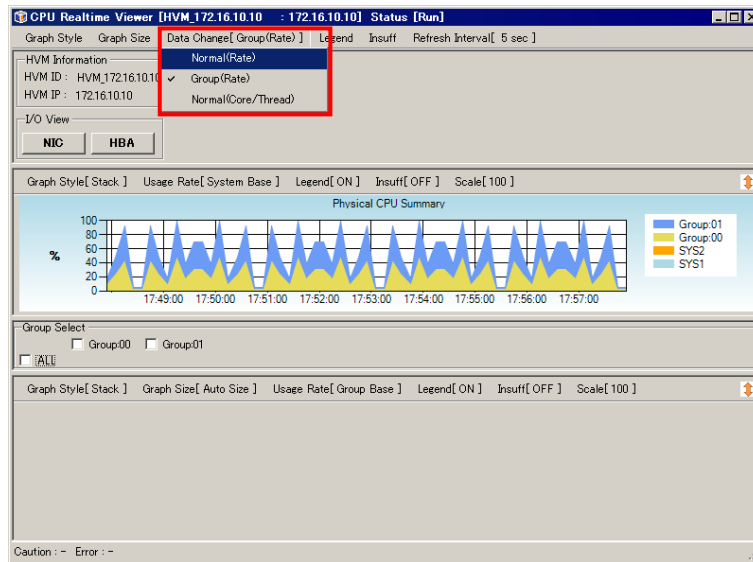 CPU Realtime Viewer [HVM_172.16.10.10 : 172.16.10.10] Status [Run]
Graph Style Graph Size Data Change[ Group(Rate) ] Legend Insuff Refresh Interval[ 5 sec ]
Normal(Rate)
✓ Group(Rate)
Normal(Core/Thread)
HVM Information
HVM ID : HVM_172.16.10.10
HVM IP : 172.16.10.10
I/O View
NIC HBA
Graph Style[ Stack ] Usage Rate[ System Base ] Legend[ ON ] Insuff[ OFF ] Scale[ 100 ]
Physical CPU Summary
100
80
60
%
40
20
0
17:49:00 17:50:00 17:51:00 17:52:00 17:53:00 17:54:00 17:55:00 17:56:00 17:57:00
Group:01
Group:00
SYS2
SYS1
Group Select
Group:00 Group:01
ALL
Graph Style[ Stack ] Graph Size[ Auto Size ] Usage Rate[ Group Base ] Legend[ ON ] Insuff[ OFF ] Scale[ 100 ]
Caution : - Error : -